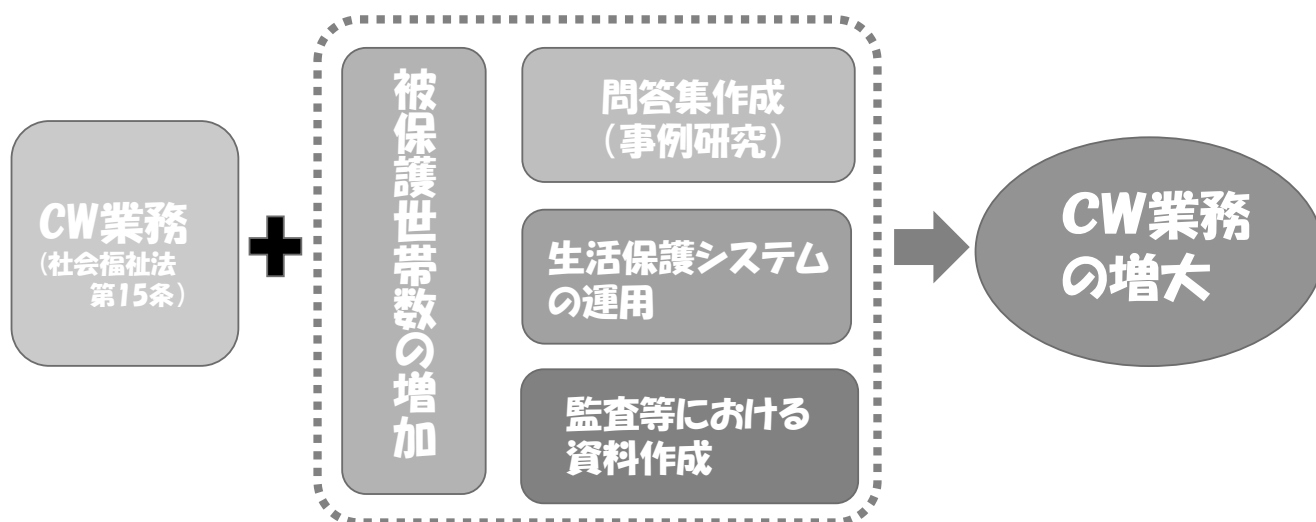 CW業務
(社会福祉法
第15条)
被保護世帯数の増加
問答集作成
(事例研究)
生活保護システム
の運用
監査等における
資料作成
CW業務
の増大